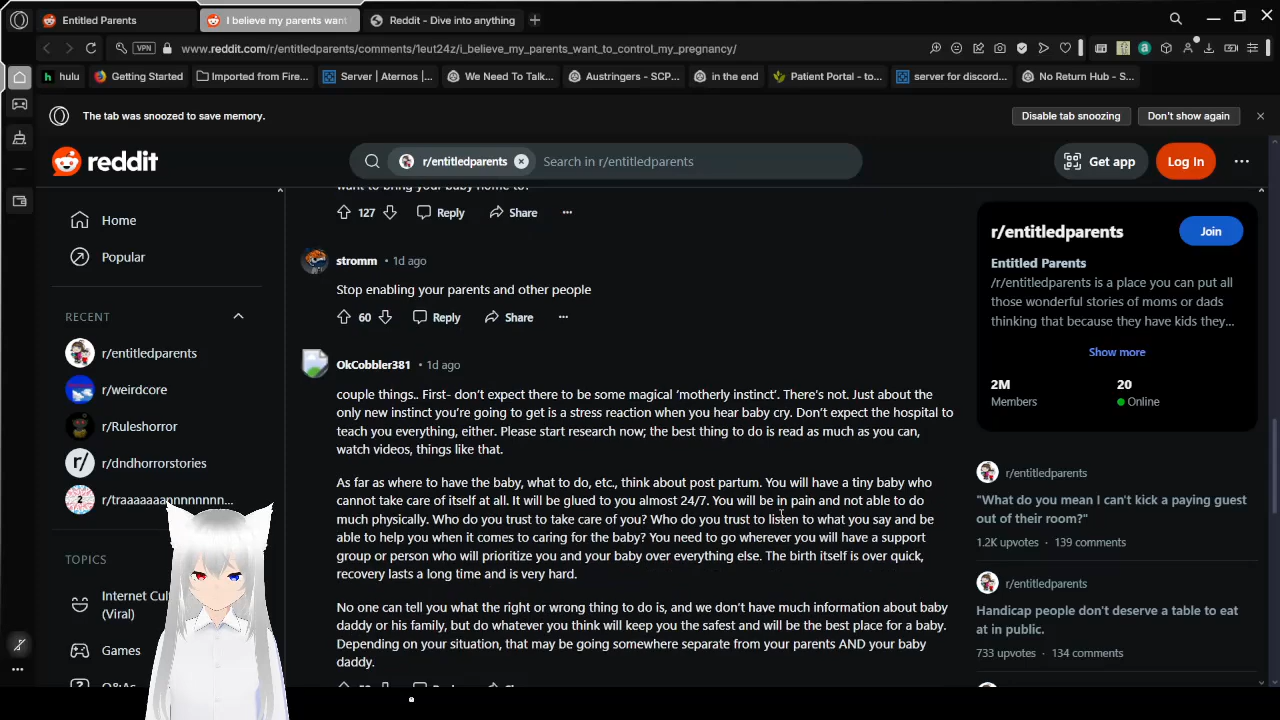 Entitled Parents
I believe my parents want
Reddit - Dive into anything
VPN
www.reddit.com/r/entitledparents/comments/1eut24z/i_believe_my_parents_want_to_control_my_pregnancy/
hulu
Getting Started
Imported from Fire...
Server | Aternos |...
We Need To Talk...
Austringers - SCP...
in the end
Patient Portal - to...
server for discord...
No Return Hub - S...
The tab was snoozed to save memory.
Disable tab snoozing
Don't show again
reddit
r/entitledparents
Search in r/entitledparents
Get app
Log In
Home
Popular
RECENT
r/entitledparents
r/weirdcore
r/Ruleshorror
r/dndhorrorstories
r/traaaaaaannnnnnnn...
TOPICS
Internet Cul
(Viral)
Games
Q&As
want to bring your baby home to?
127
Reply
Share
stromm • 1d ago
Stop enabling your parents and other people
60
Reply
Share
OkCobbler381 • 1d ago
couple things.. First- don’t expect there to be some magical ‘motherly instinct’. There’s not. Just about the
only new instinct you’re going to get is a stress reaction when you hear baby cry. Don’t expect the hospital to
teach you everything, either. Please start research now; the best thing to do is read as much as you can,
watch videos, things like that.
As far as where to have the baby, what to do, etc., think about post partum. You will have a tiny baby who
cannot take care of itself at all. It will be glued to you almost 24/7. You will be in pain and not able to do
much physically. Who do you trust to take care of you? Who do you trust to listen to what you say and be
able to help you when it comes to caring for the baby? You need to go wherever you will have a support
group or person who will prioritize you and your baby over everything else. The birth itself is over quick,
recovery lasts a long time and is very hard.
No one can tell you what the right or wrong thing to do is, and we don’t have much information about baby
daddy or his family, but do whatever you think will keep you the safest and will be the best place for a baby.
Depending on your situation, that may be going somewhere separate from your parents AND your baby
daddy.
r/entitledparents
Join
Entitled Parents
/r/entitledparents is a place you can put all
those wonderful stories of moms or dads
thinking that because they have kids they...
Show more
2M
Members
20
Online
r/entitledparents
"What do you mean I can't kick a paying guest
out of their room?"
1.2K upvotes • 139 comments
r/entitledparents
Handicap people don't deserve a table to eat
at in public.
733 upvotes • 134 comments